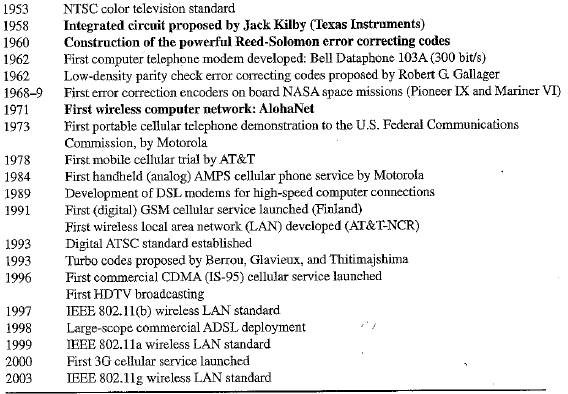 1953 NTSC color television standard
1958 Integrated circuit proposed by Jack Kilby (Texas Instruments)
1960 Construction of the powerful Reed-Solomon error correcting codes
1962 First computer telephone modem developed: Bell Dataphone 103A (300 bit/s)
1962 Low-density parity check error correcting codes proposed by Robert G. Gallager
1968–9 First error correction encoders on board NASA space missions (Pioneer IX and Mariner VI)
1971 First wireless computer network: AlohaNet
1973 First portable cellular telephone demonstration to the U.S. Federal Communications
Commission, by Motorola
1978 First mobile cellular trial by AT&T
1984 First handheld (analog) AMPS cellular phone service by Motorola
1989 Development of DSL modems for high-speed computer connections
1991 First (digital) GSM cellular service launched (Finland)
First wireless local area network (LAN) developed (AT&T-NCR)
1993 Digital ATSC standard established
1993 Turbo codes proposed by Berrou, Glavieux, and Thitimajshima
1996 First commercial CDMA (IS-95) cellular service launched
First HDTV broadcasting
1997 IEEE 802.11(b) wireless LAN standard
1998 Large-scope commercial ADSL deployment
1999 IEEE 802.11a wireless LAN standard
2000 First 3G cellular service launched
2003 IEEE 802.11g wireless LAN standard